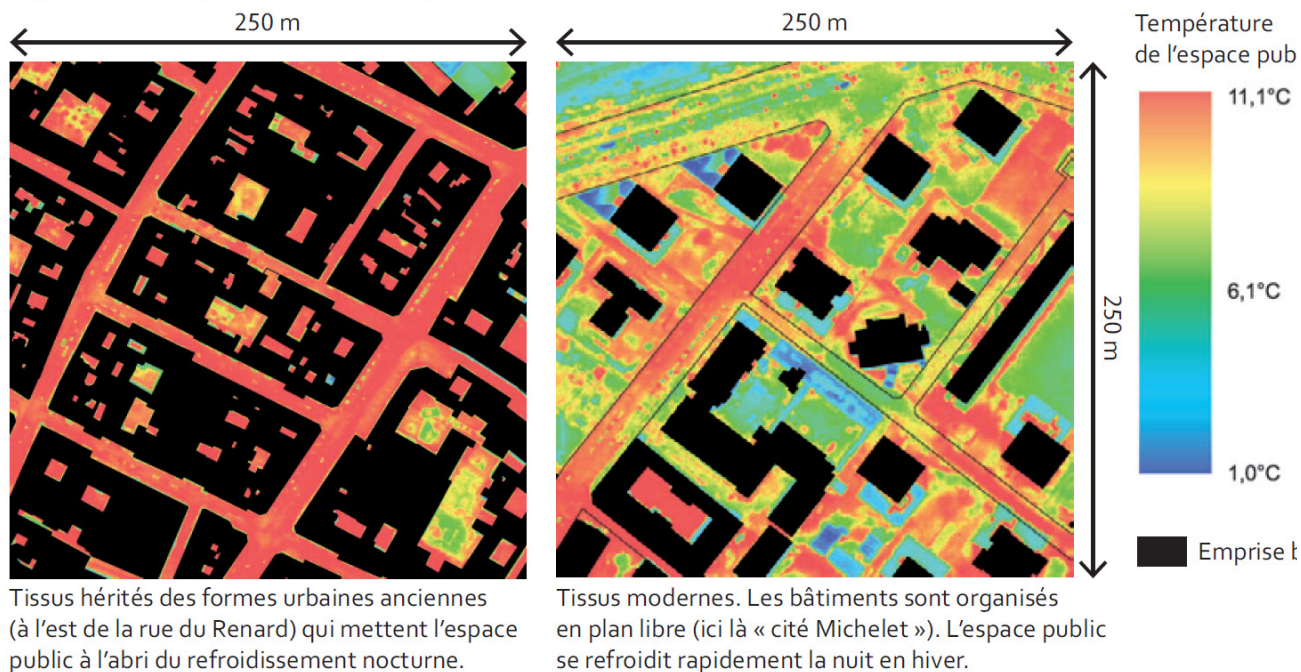 250 m
250 m
Température
de l'espace pub
11,1°C
6,1°C
1,0°C
250 m
Emprise b
Tissus hérités des formes urbaines anciennes
(à l'est de la rue du Renard) qui mettent l'espace
public à l'abri du refroidissement nocturne.
Tissus modernes. Les bâtiments sont organisés
en plan libre (ici là « cité Michelet »). L'espace public
se refroidit rapidement la nuit en hiver.